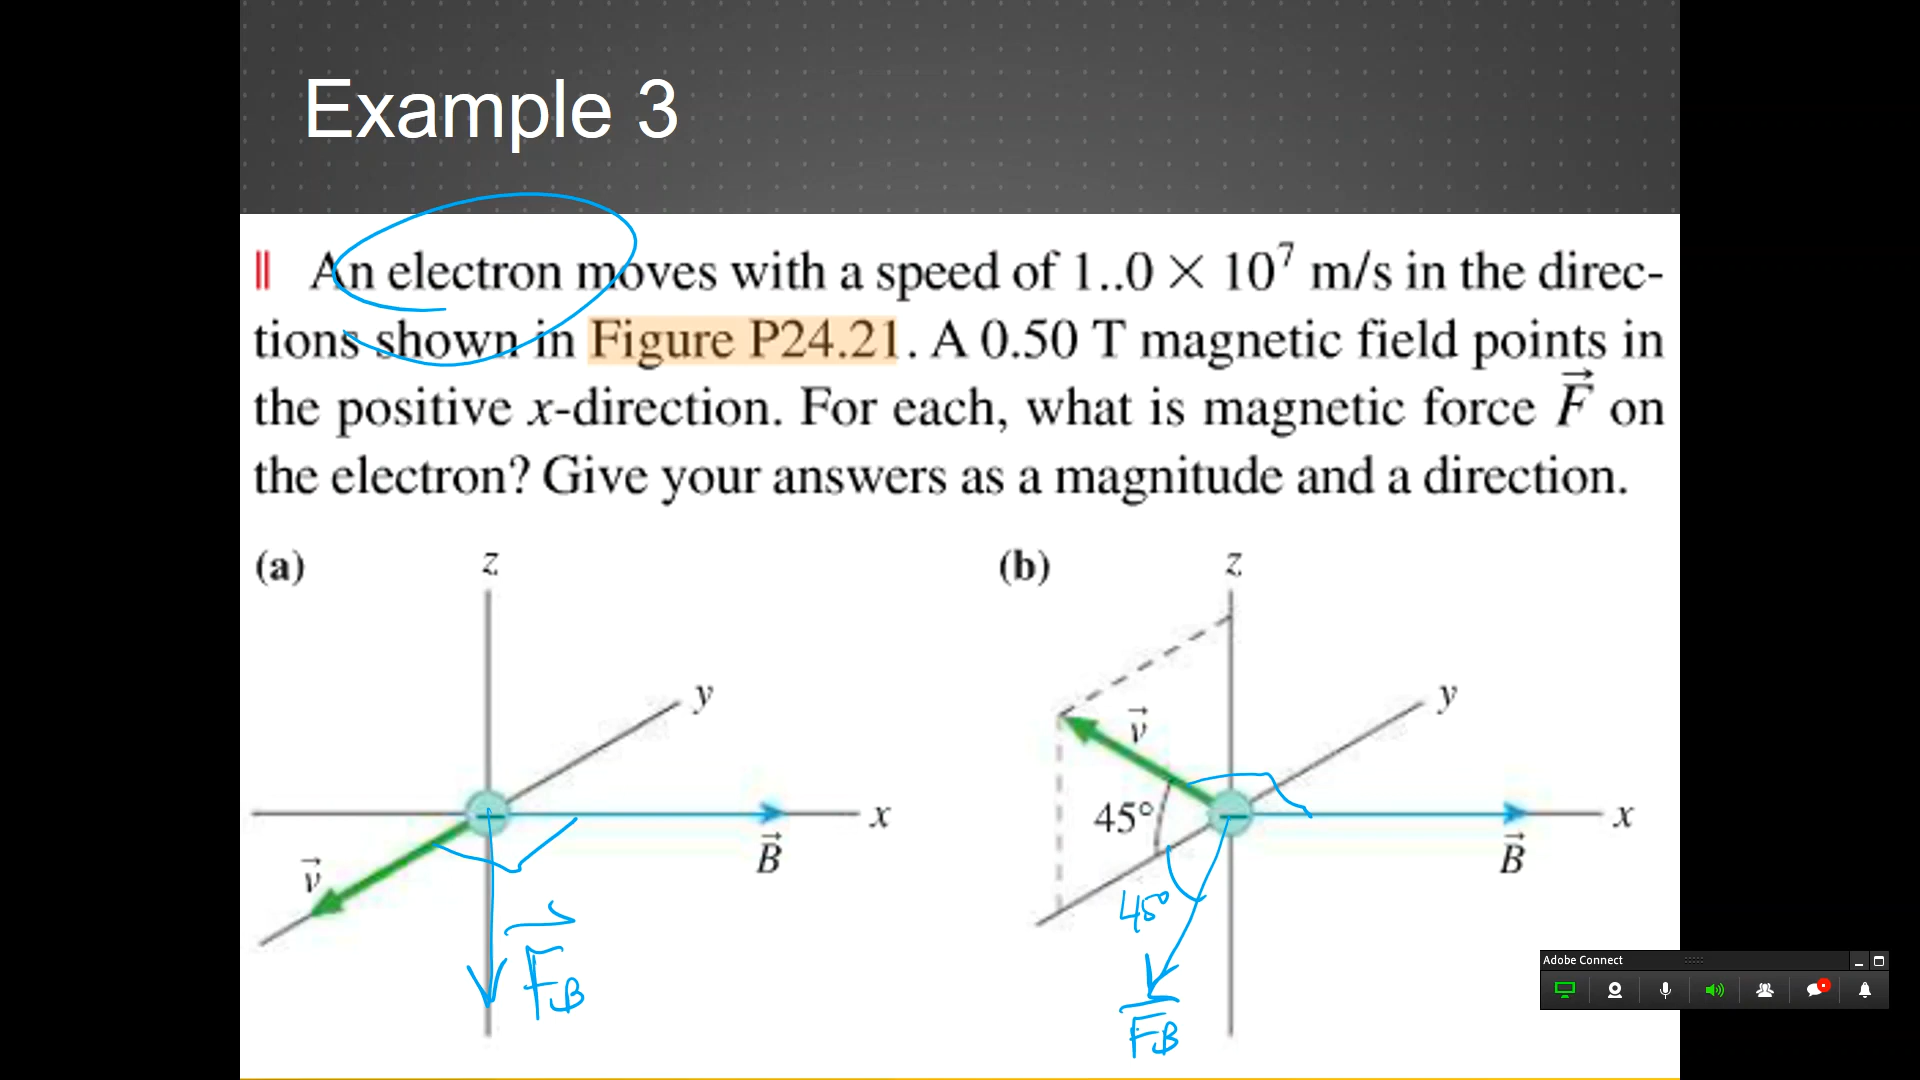 Example 3
|| An electron moves with a speed of 1..0 × 10⁷ m/s in the direc-
tions shown in Figure P24.21. A 0.50 T magnetic field points in
the positive x-direction. For each, what is magnetic force F⃗ on
the electron? Give your answers as a magnitude and a direction.
(a)
z
y
x
v⃗
B⃗
F⃗B
(b)
z
y
v⃗
45°
x
B⃗
45°
F⃗B
Adobe Connect